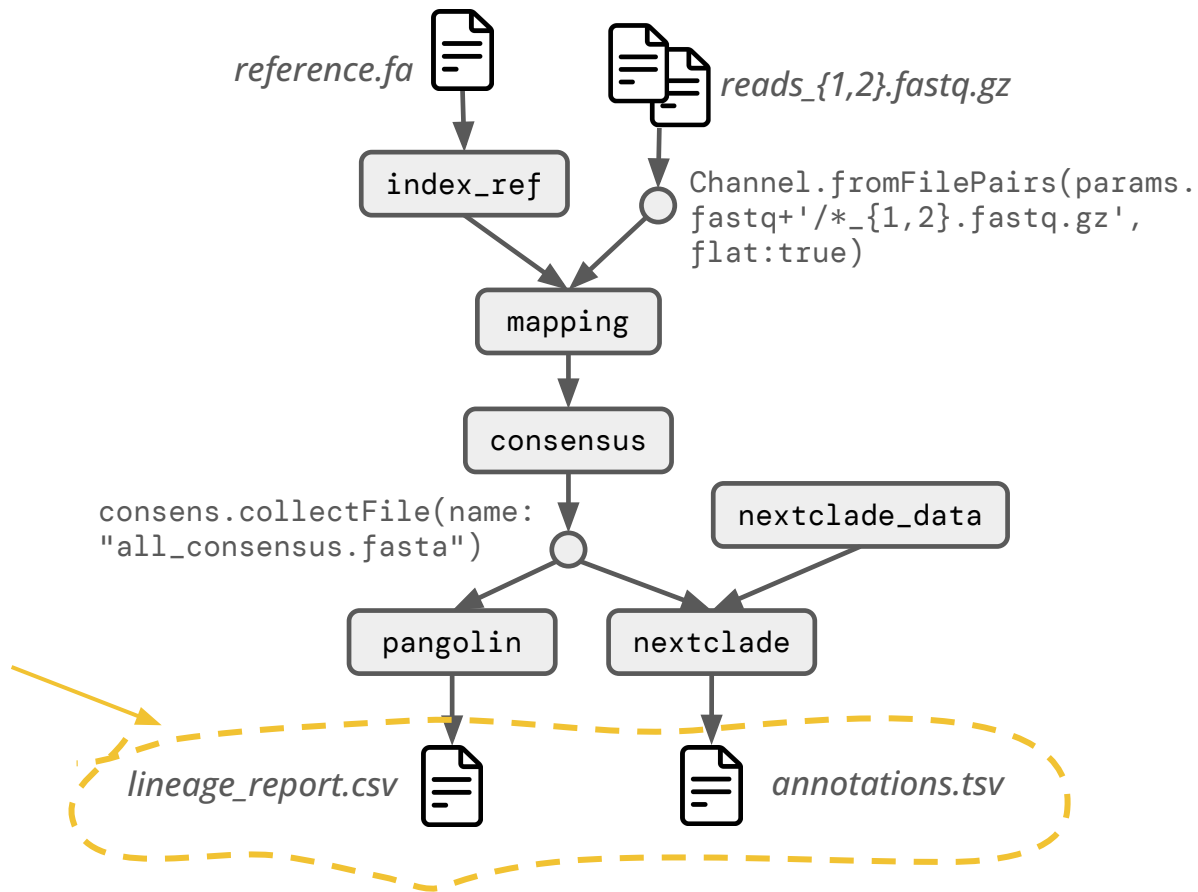 reference.fa
reads_{1,2}.fastq.gz
index_ref
Channel.fromFilePairs(params.
fastq+'/*_{1,2}.fastq.gz',
flat:true)
mapping
consensus
consens.collectFile(name:
"all_consensus.fasta")
nextclade_data
pangolin
nextclade
lineage_report.csv
annotations.tsv